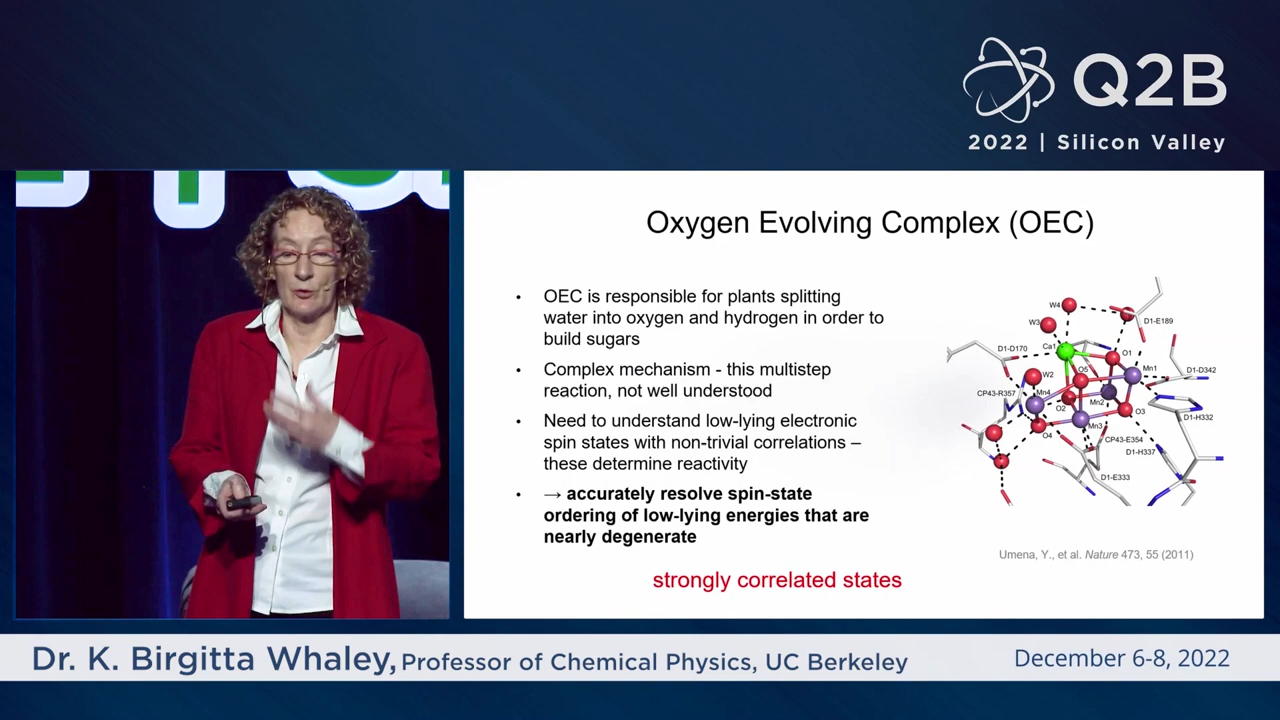 Q2B
2022 | Silicon Valley
Oxygen Evolving Complex (OEC)
• OEC is responsible for plants splitting
water into oxygen and hydrogen in order to
build sugars
• Complex mechanism - this multistep
reaction, not well understood
• Need to understand low-lying electronic
spin states with non-trivial correlations –
these determine reactivity
• → accurately resolve spin-state
ordering of low-lying energies that are
nearly degenerate
strongly correlated states
W4
D1-E189
W3
D1-D170
Ca1
O1
W2
O5
Mn1
D1-D342
CP43-R357
Mn4
Mn2
O2
O3
D1-H332
Mn3
O4
CP43-E354
D1-H337
D1-E333
Umena, Y., et al. Nature 473, 55 (2011)
Dr. K. Birgitta Whaley, Professor of Chemical Physics, UC Berkeley
December 6-8, 2022